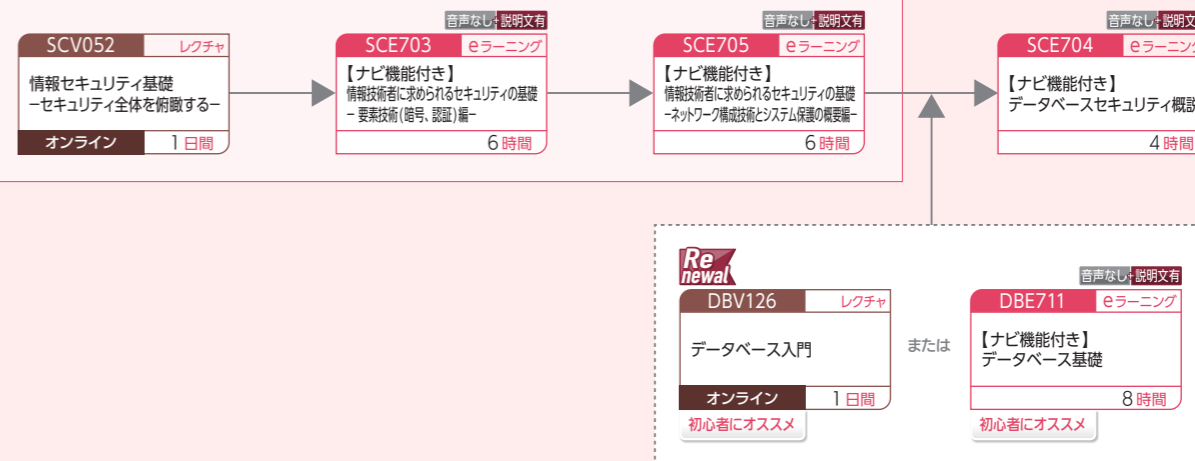 音声なし+説明文有
SCV052 レクチャ
情報セキュリティ基礎
−セキュリティ全体を俯瞰する−
オンライン 1日間
SCE703 eラーニング
【ナビ機能付き】
情報技術者に求められるセキュリティの基礎
− 要素技術(暗号、認証)編−
6時間
音声なし+説明文有
SCE705 eラーニング
【ナビ機能付き】
情報技術者に求められるセキュリティの基礎
−ネットワーク構成技術とシステム保護の概要編−
6時間
音声なし+説明文
SCE704 eラーニング
【ナビ機能付き】
データベースセキュリティ概説
4時間
Re
newal
DBV126 レクチャ
データベース入門
オンライン 1日間
初心者にオススメ
または
音声なし+説明文有
DBE711 eラーニング
【ナビ機能付き】
データベース基礎
8時間
初心者にオススメ